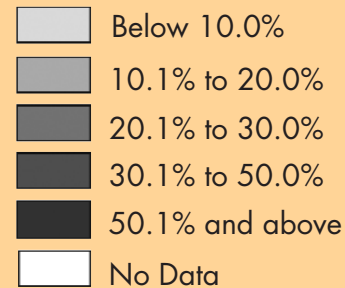 Below 10.0%
10.1% to 20.0%
20.1% to 30.0%
30.1% to 50.0%
50.1% and above
No Data